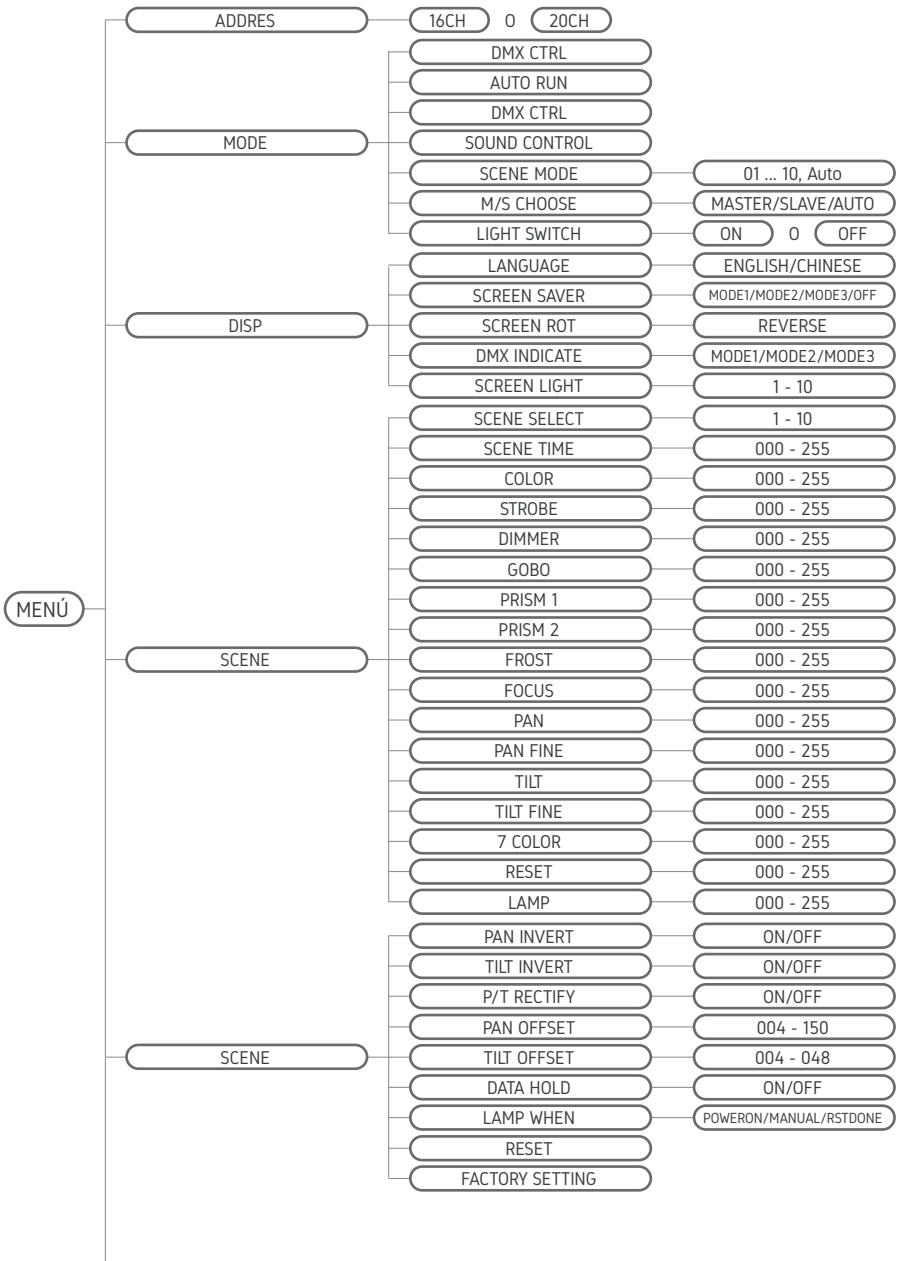 ADDRES 16CH O 20CH
DMX CTRL
AUTO RUN
DMX CTRL
MODE SOUND CONTROL
SCENE MODE 01 ... 10, Auto
M/S CHOOSE MASTER/SLAVE/AUTO
LIGHT SWITCH ON O OFF
LANGUAGE ENGLISH/CHINESE
SCREEN SAVER MODE1/MODE2/MODE3/OFF
DISP SCREEN ROT REVERSE
DMX INDICATE MODE1/MODE2/MODE3
SCREEN LIGHT 1 - 10
SCENE SELECT 1 - 10
SCENE TIME 000 - 255
COLOR 000 - 255
STROBE 000 - 255
DIMMER 000 - 255
GOBO 000 - 255
MENÚ PRISM 1 000 - 255
PRISM 2 000 - 255
SCENE FROST 000 - 255
FOCUS 000 - 255
PAN 000 - 255
PAN FINE 000 - 255
TILT 000 - 255
TILT FINE 000 - 255
7 COLOR 000 - 255
RESET 000 - 255
LAMP 000 - 255
PAN INVERT ON/OFF
TILT INVERT ON/OFF
P/T RECTIFY ON/OFF
PAN OFFSET 004 - 150
SCENE TILT OFFSET 004 - 048
DATA HOLD ON/OFF
LAMP WHEN POWERON/MANUAL/RSTDONE
RESET
FACTORY SETTING